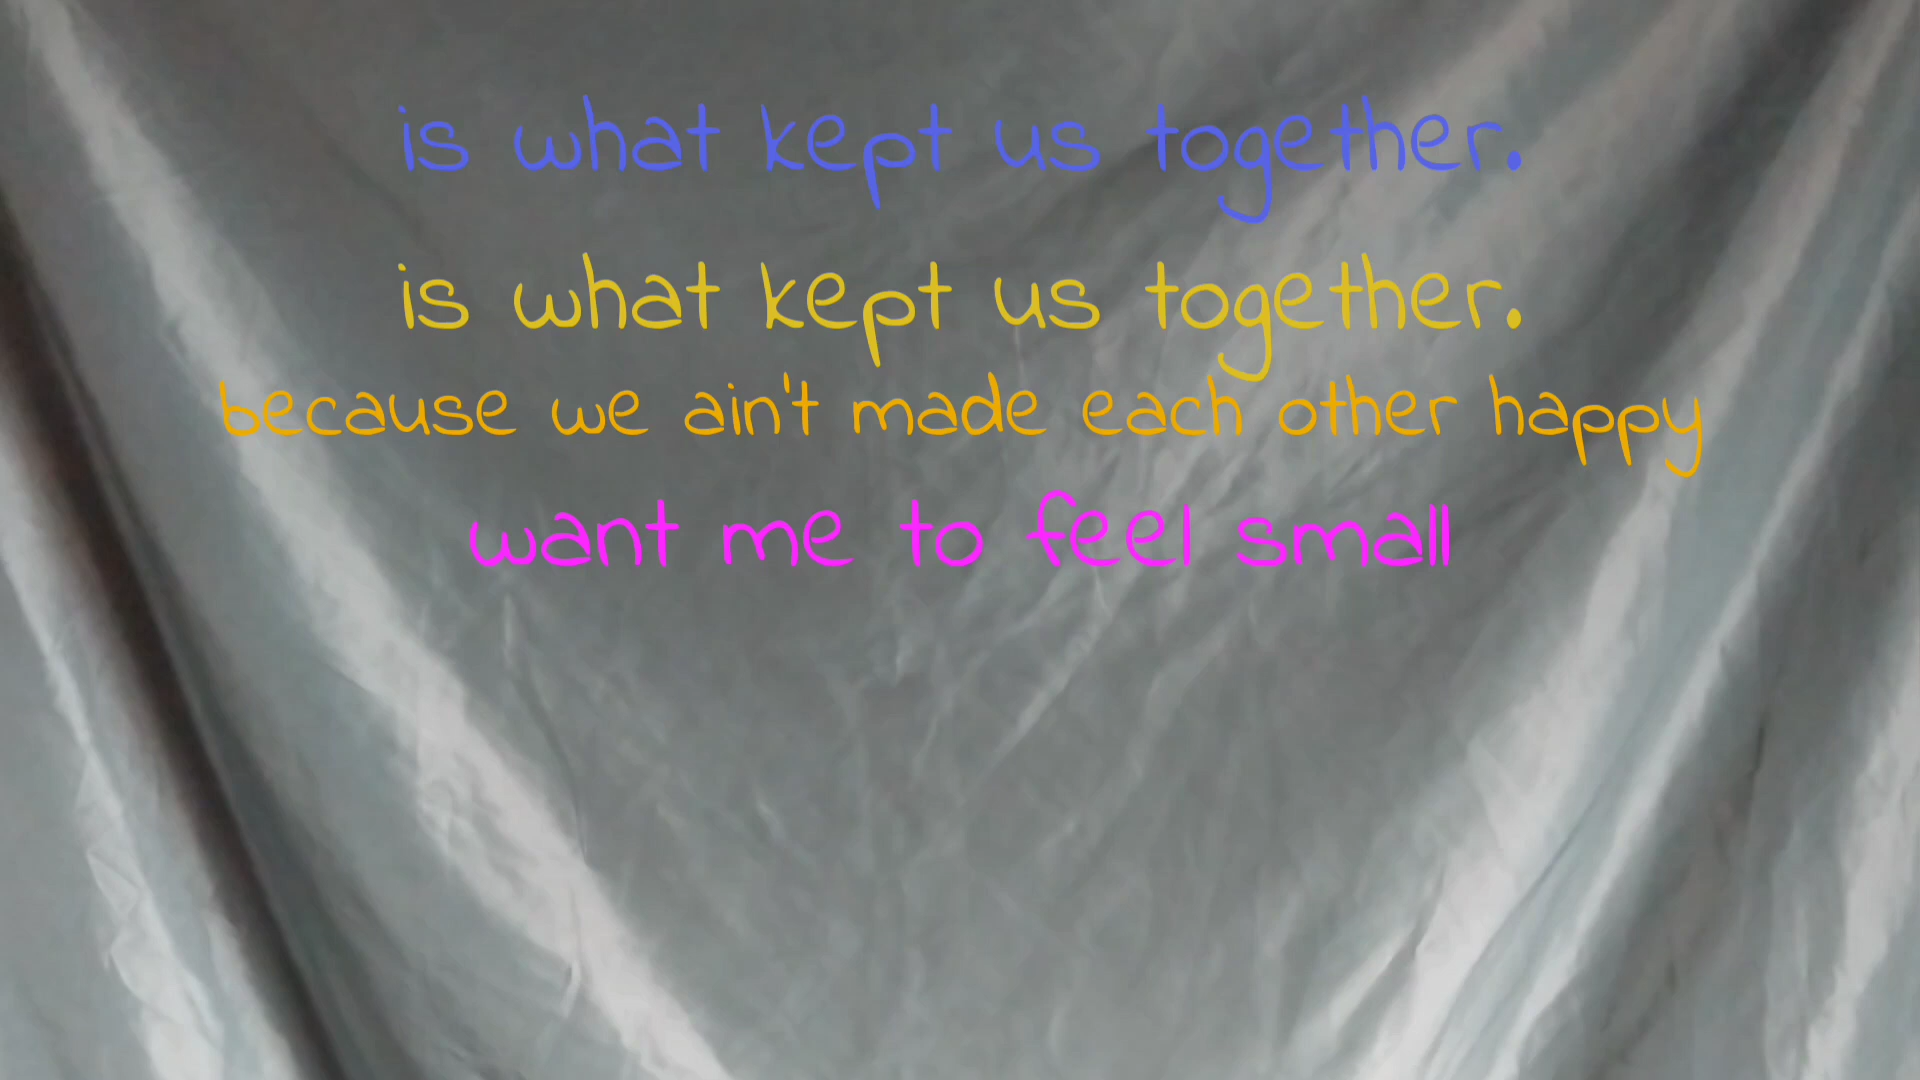 is what kept us together.
is what kept us together.
because we ain't made each other happy
want me to feel small